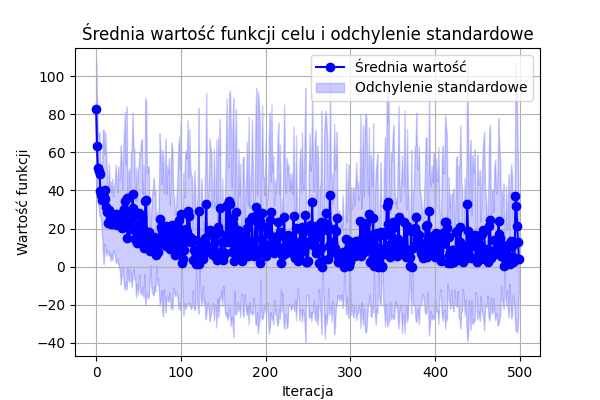 Średnia wartość funkcji celu i odchylenie standardowe
Średnia wartość
Odchylenie standardowe
Wartość funkcji
100
80
60
40
20
0
−20
−40
0 100 200 300 400 500
Iteracja